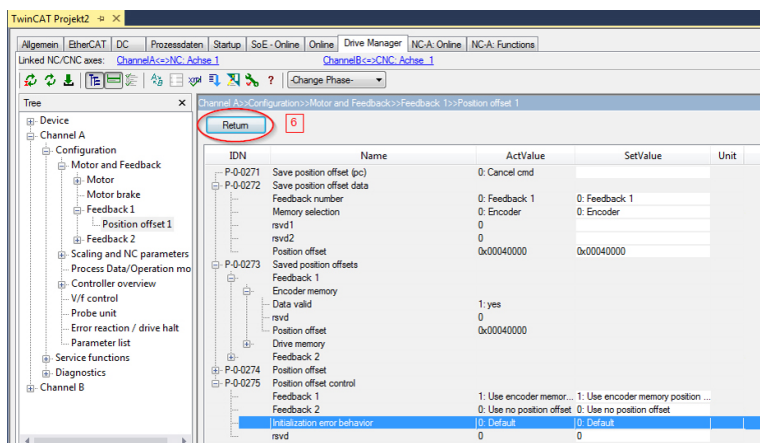 TwinCAT Projekt2
Allgemein EtherCAT DC Prozessdaten Startup SoE - Online Online Drive Manager NC-A: Online NC-A: Functions
Linked NC/CNC axes: ChannelA<=>NC: Achse 1 ChannelB<=>CNC: Achse_1
? -Change Phase-
Tree
Channel A>>Configuration>>Motor and Feedback>>Feedback 1>>Position offset 1
Device
Channel A
Configuration
Motor and Feedback
Motor
Motor brake
Feedback 1
Position offset 1
Feedback 2
Scaling and NC parameters
Process Data/Operation mo
Controller overview
V/f control
Probe unit
Error reaction / drive halt
Parameter list
Service functions
Diagnostics
Channel B
Return 6
IDN Name ActValue SetValue Unit
P-0-0271 Save position offset (pc) 0: Cancel cmd
P-0-0272 Save position offset data
Feedback number 0: Feedback 1 0: Feedback 1
Memory selection 0: Encoder 0: Encoder
rsvd1 0
rsvd2 0
Position offset 0x00040000 0x00040000
P-0-0273 Saved position offsets
Feedback 1
Encoder memory
Data valid 1: yes
rsvd 0
Position offset 0x00040000
Drive memory
Feedback 2
P-0-0274 Position offset
P-0-0275 Position offset control
Feedback 1 1: Use encoder memor... 1: Use encoder memory position ...
Feedback 2 0: Use no position offset 0: Use no position offset
Initialization error behavior 0: Default 0: Default
rsvd 0 0